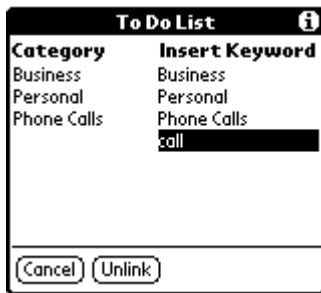 To Do List i
Category Insert Keyword
Business Business
Personal Personal
Phone Calls Phone Calls
call
Cancel Unlink